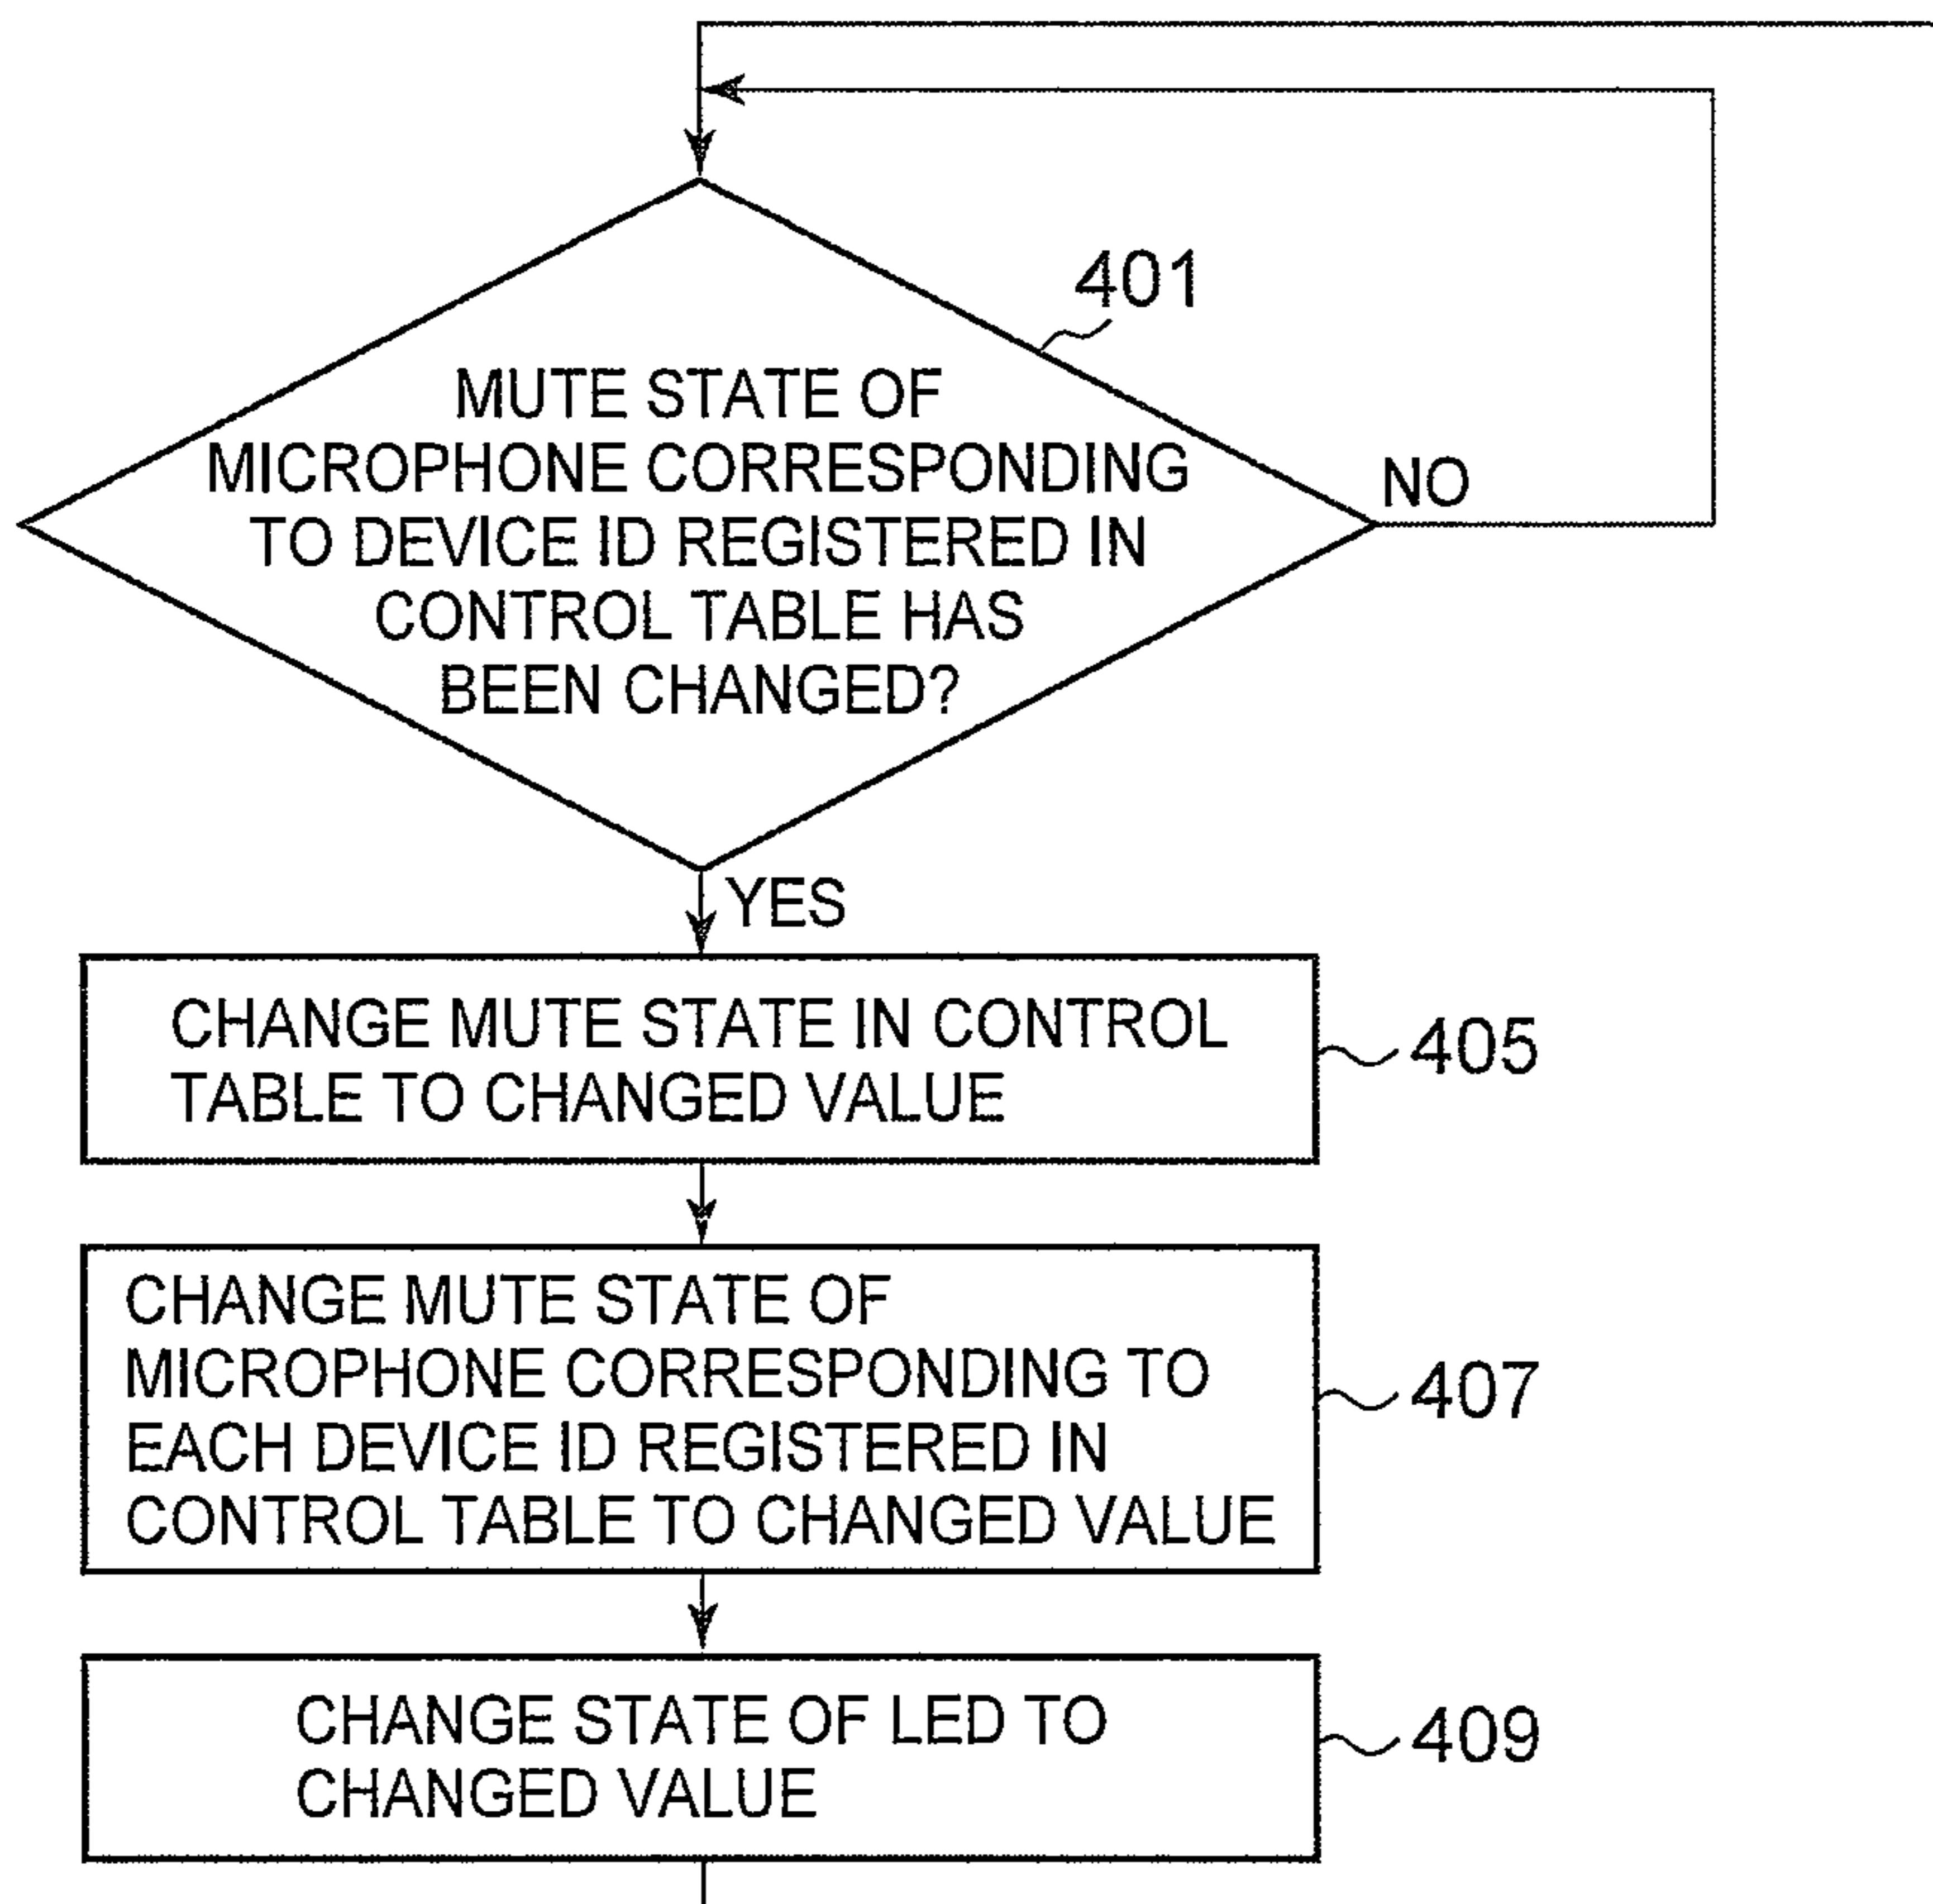 401
MUTE STATE OF
MICROPHONE CORRESPONDING
TO DEVICE ID REGISTERED IN
CONTROL TABLE HAS
BEEN CHANGED?
NO
YES
CHANGE MUTE STATE IN CONTROL
TABLE TO CHANGED VALUE
405
CHANGE MUTE STATE OF
MICROPHONE CORRESPONDING TO
EACH DEVICE ID REGISTERED IN
CONTROL TABLE TO CHANGED VALUE
407
CHANGE STATE OF LED TO
CHANGED VALUE
409